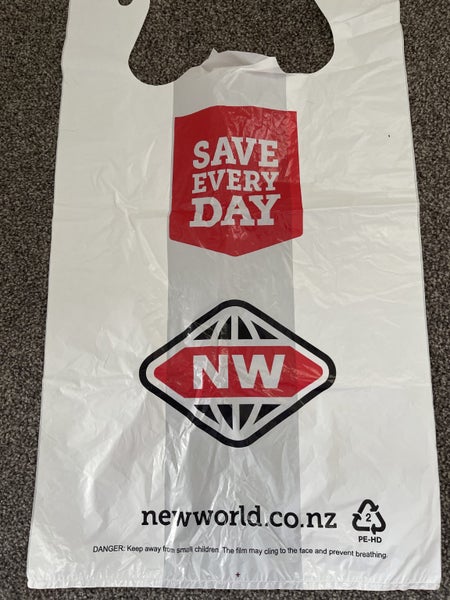 SAVE
EVERY
DAY
NW
newworld.co.nz
2
PE-HD
DANGER: Keep away from small children. The film may cling to the face and prevent breathing.